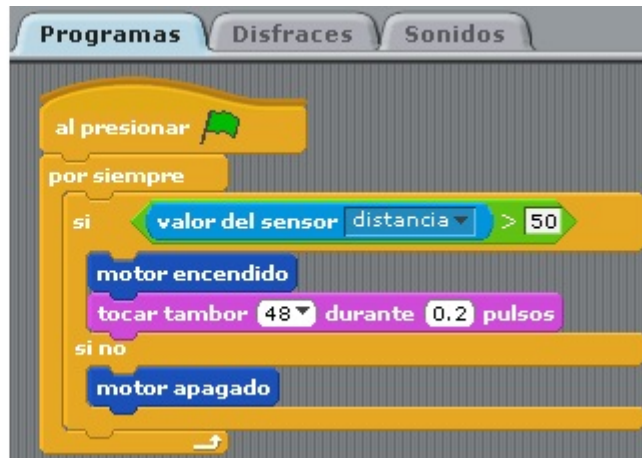 Programas Disfraces Sonidos
al presionar
por siempre
si valor del sensor distancia > 50
motor encendido
tocar tambor 48 durante 0.2 pulsos
si no
motor apagado